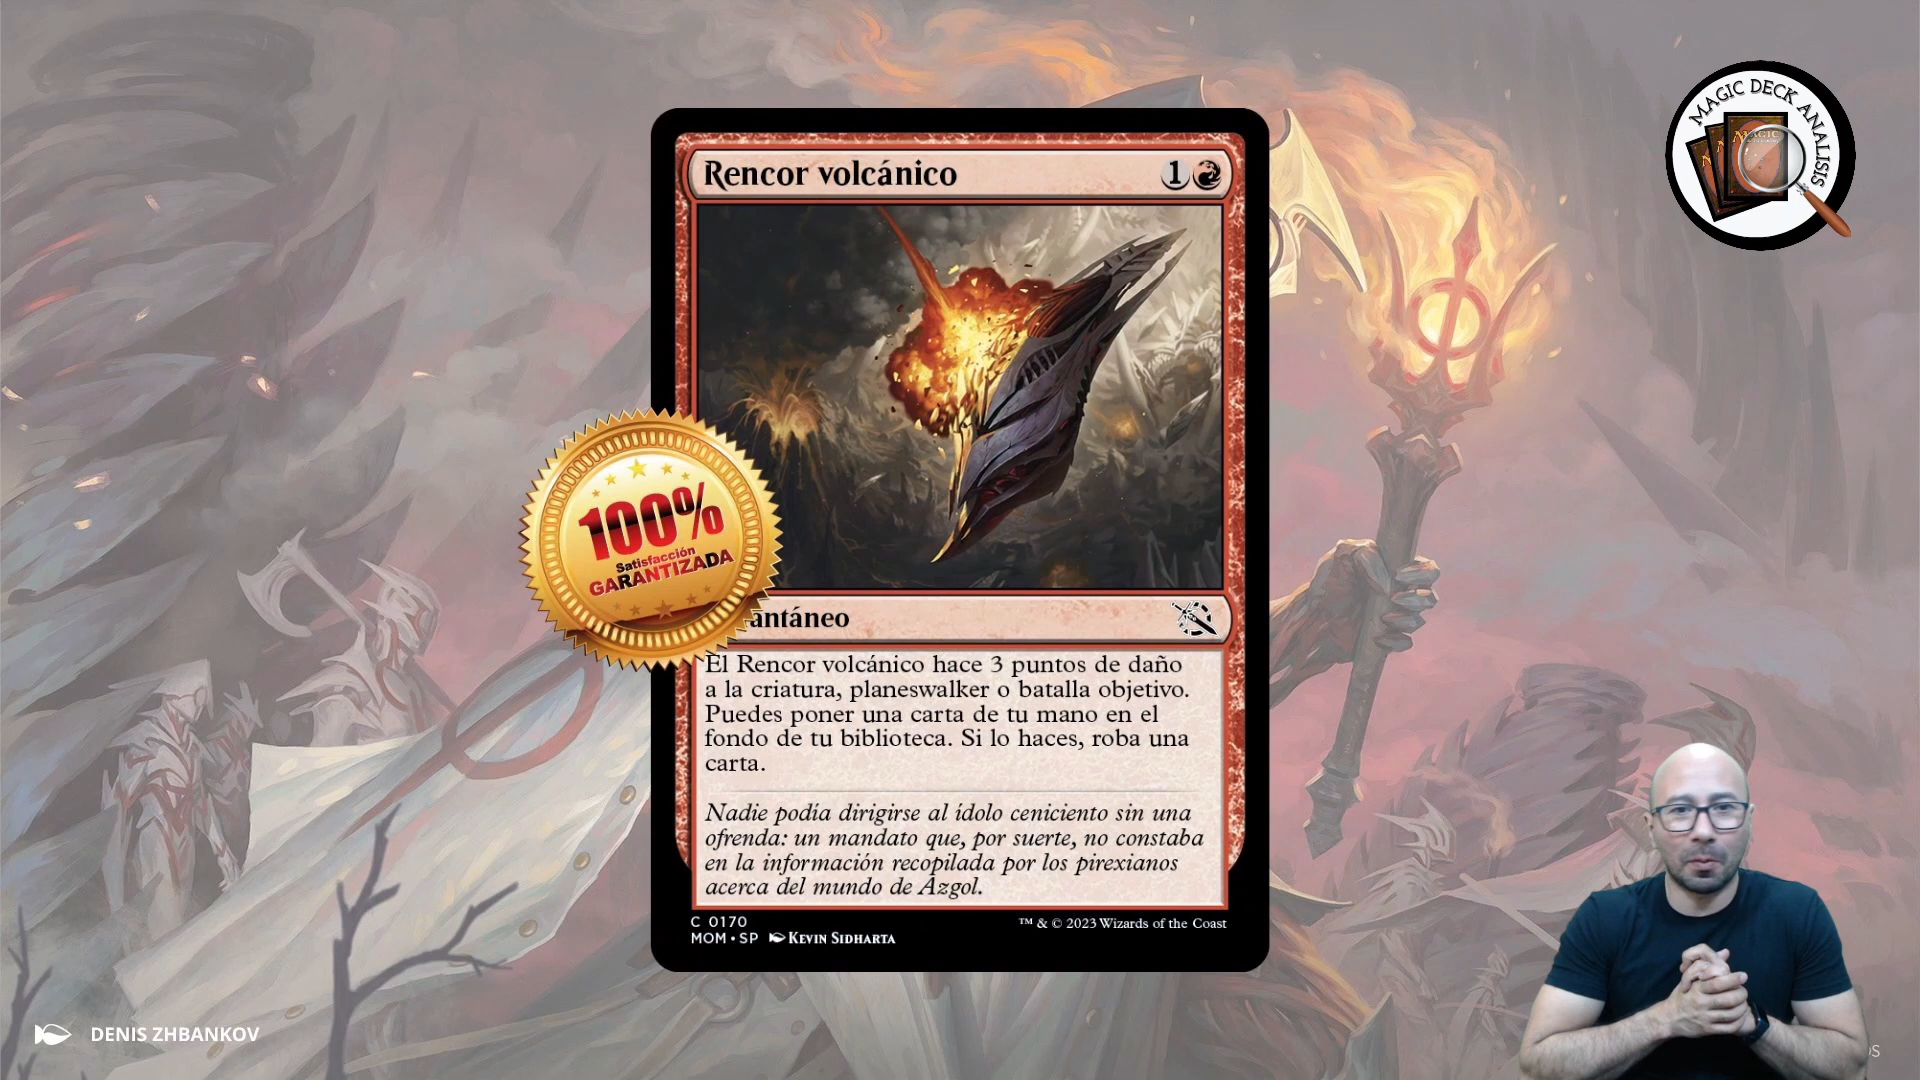 MAGIC DECK ANALISIS
MAGIC
Rencor volcánico
1
100%
Satisfacción
GARANTIZADA
antáneo
El Rencor volcánico hace 3 puntos de daño
a la criatura, planeswalker o batalla objetivo.
Puedes poner una carta de tu mano en el
fondo de tu biblioteca. Si lo haces, roba una
carta.
Nadie podía dirigirse al ídolo ceniciento sin una
ofrenda: un mandato que, por suerte, no constaba
en la información recopilada por los pirexianos
acerca del mundo de Azgol.
C 0170
MOM • SP KEVIN SIDHARTA
™ & © 2023 Wizards of the Coast
DENIS ZHBANKOV